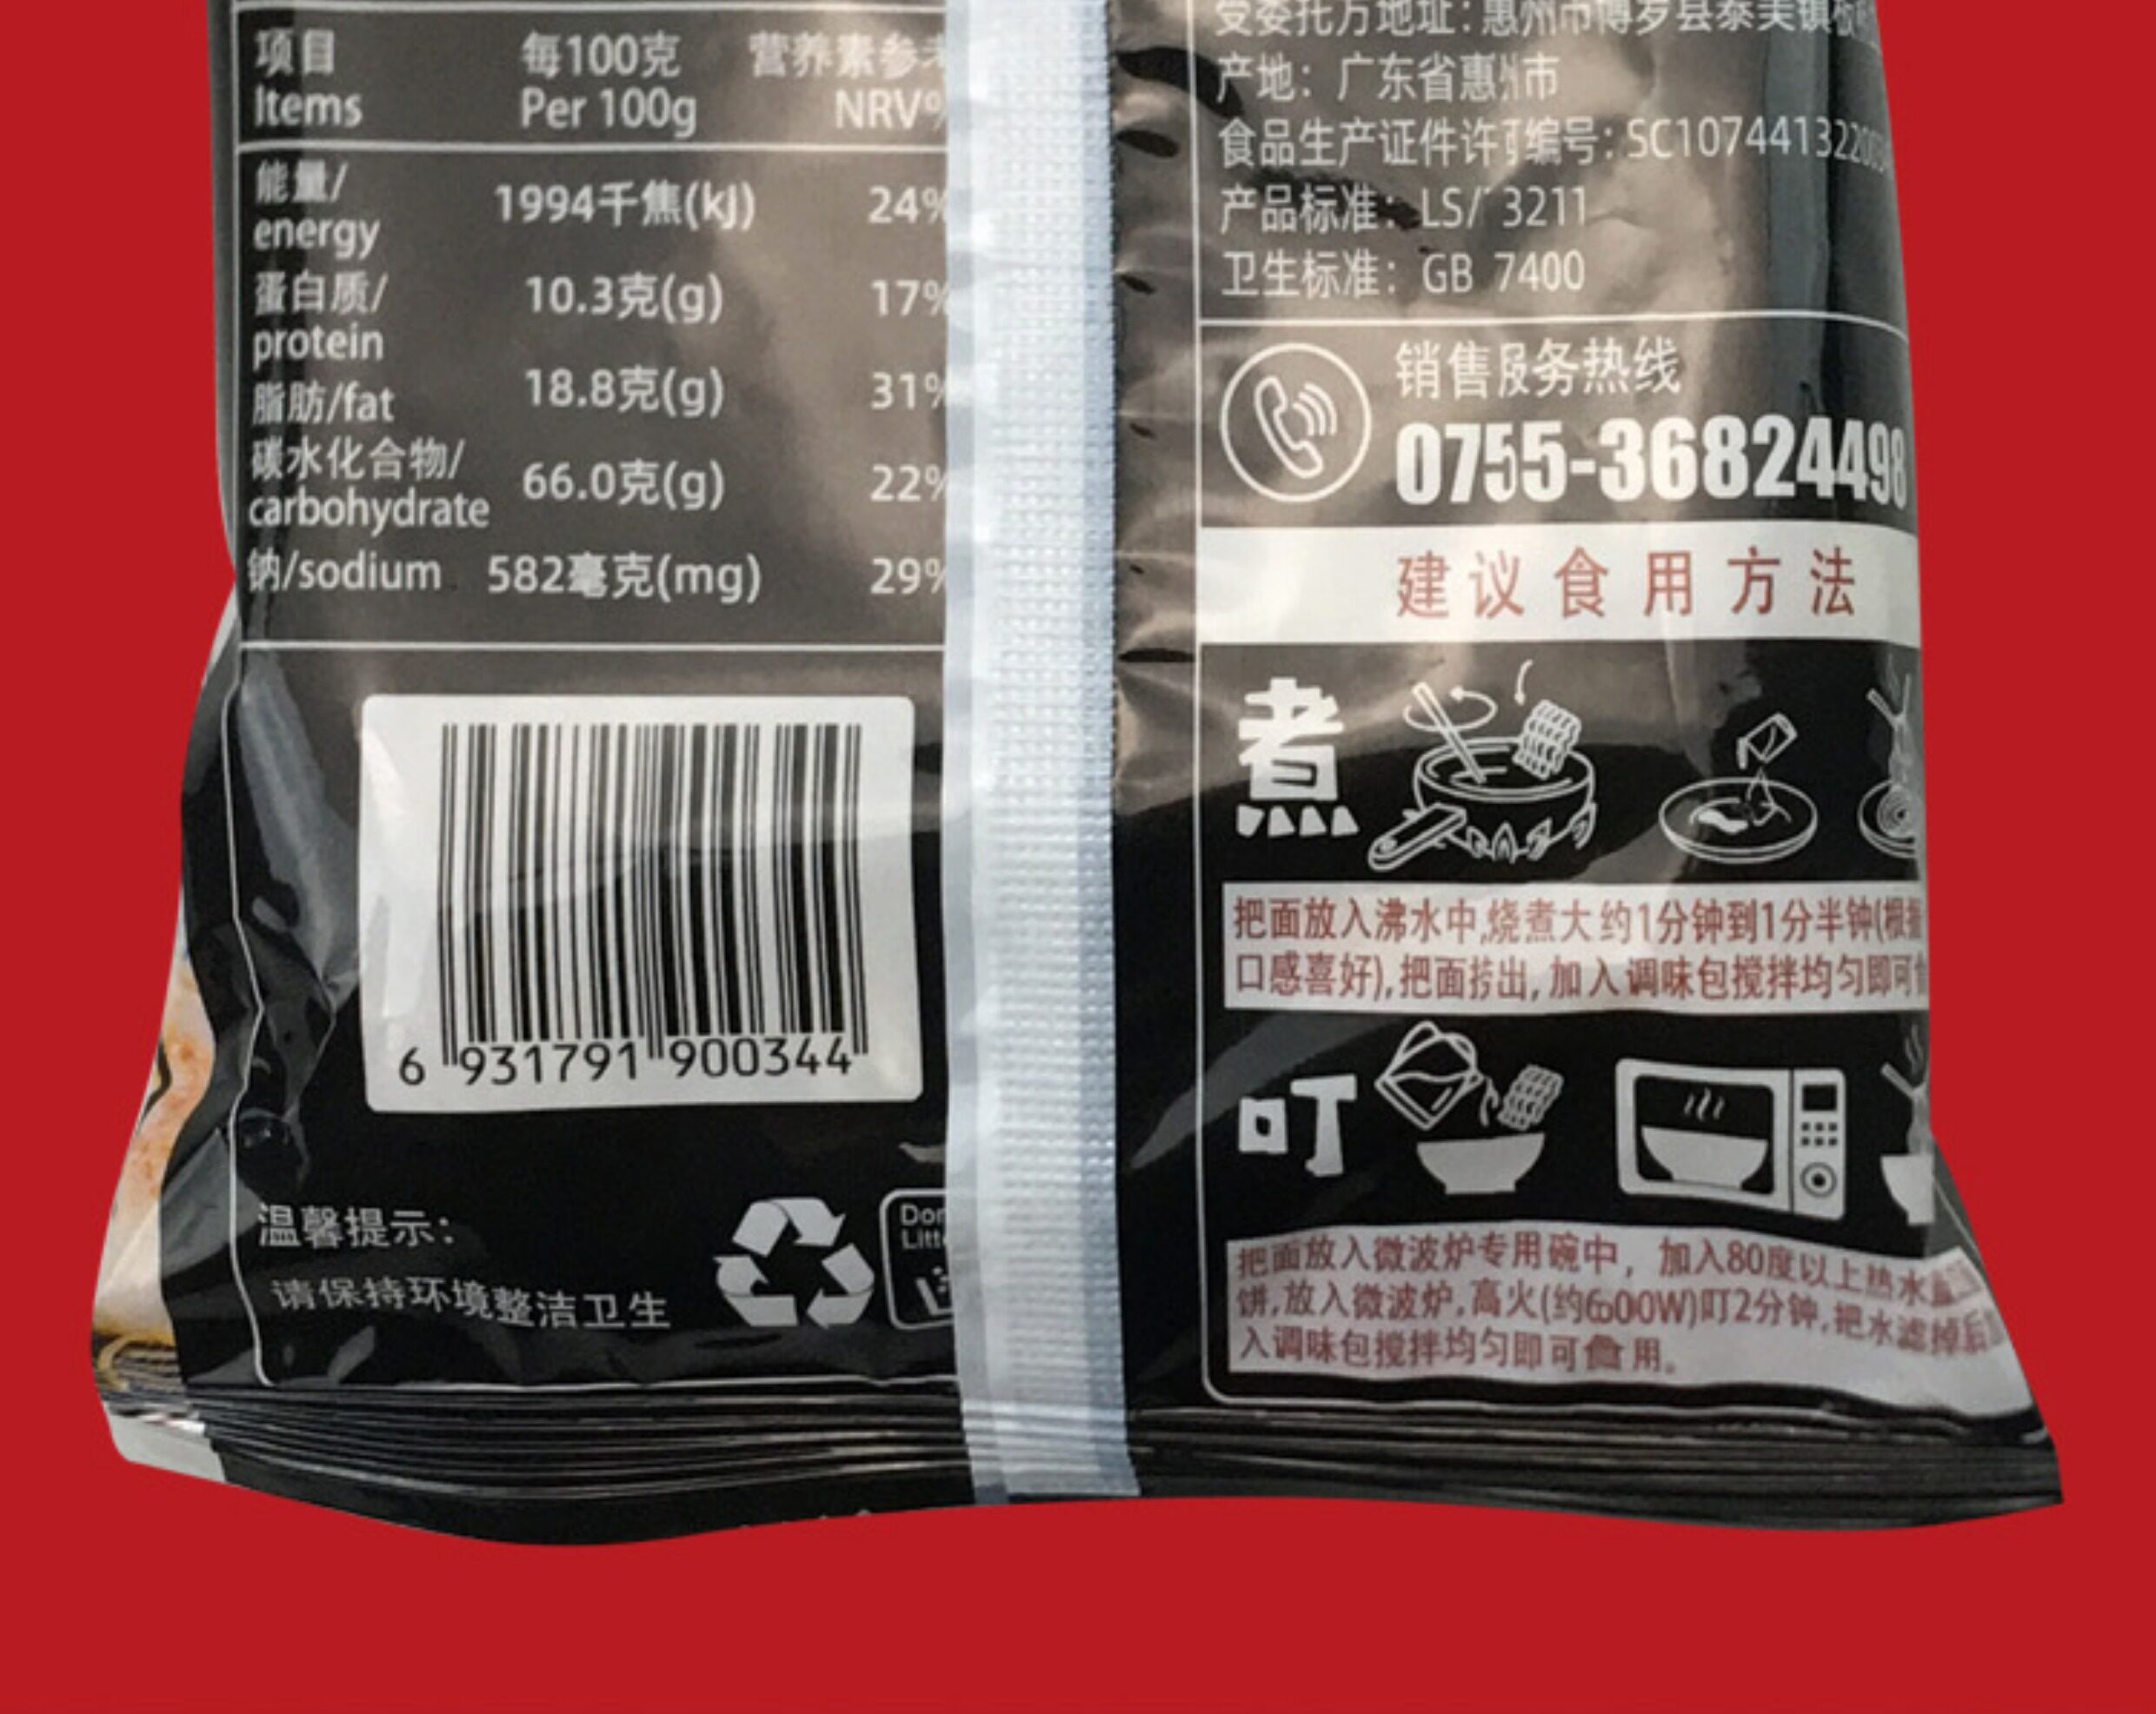 项目 每100克 营养素参
Items Per 100g NRV%
能量/
energy 1994千焦(kJ) 24%
蛋白质/
protein 10.3克(g) 17%
脂肪/fat 18.8克(g) 31%
碳水化合物/
carbohydrate 66.0克(g) 22%
钠/sodium 582毫克(mg) 29%
6 931791 900344
温馨提示:
请保持环境整洁卫生
受委托方地址:惠州市博罗县泰美镇
产地: 广东省惠州市
食品生产证件许可编号:
产品标准: LS/ 3211
卫生标准: GB 7400
销售服务热线
0755-36824498
建议食用方法
煮
把面放入沸水中,烧煮大约1分钟到1分半钟(根据
口感喜好),把面捞出,加入调味包搅拌均匀即可
叮
把面放入微波炉专用碗中, 加入80度以上热水
饼,放入微波炉,高火(约600W)叮2分钟,把水滤掉后
入调味包搅拌均匀即可食用。